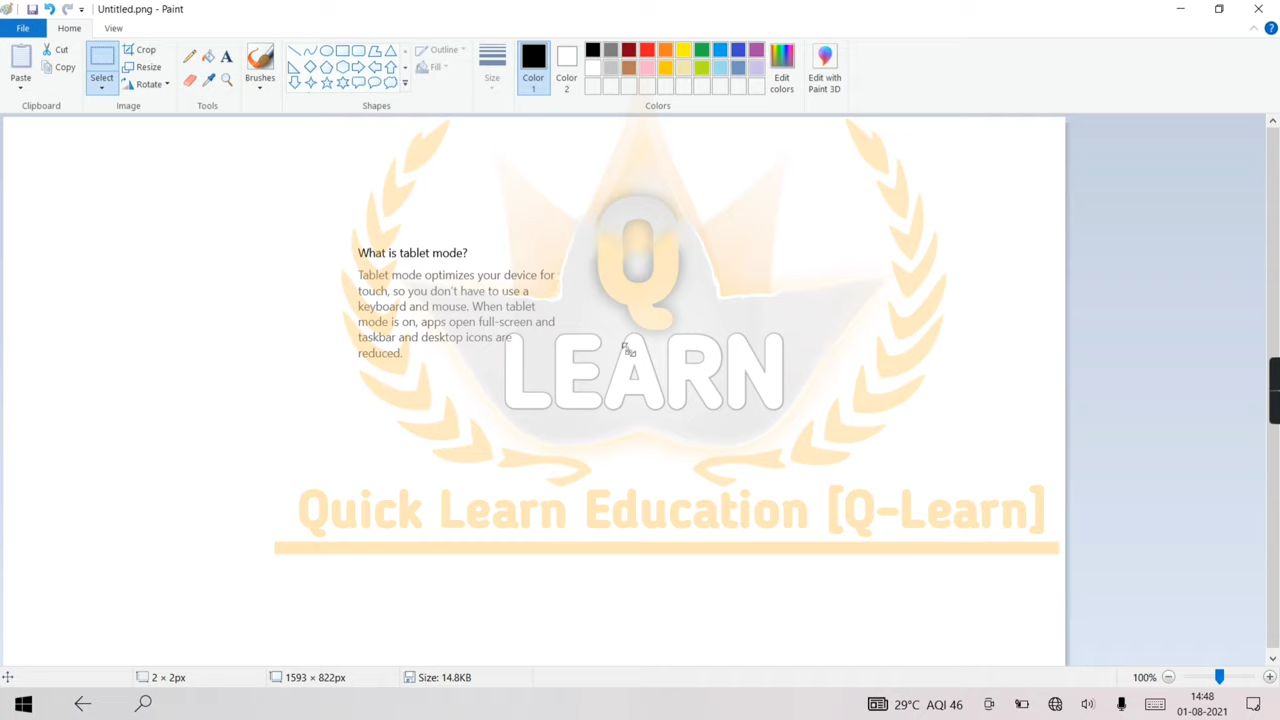 Untitled.png - Paint
File
Home
View
Paste
Cut
Copy
Clipboard
Select
Crop
Resize
Rotate
Image
Tools
Brushes
Shapes
Outline
Fill
Size
Color
1
Color
2
Colors
Edit
colors
Edit with
Paint 3D
What is tablet mode?
Tablet mode optimizes your device for
touch, so you don't have to use a
keyboard and mouse. When tablet
mode is on, apps open full-screen and
taskbar and desktop icons are
reduced.
Q
LEARN
Quick Learn Education [Q-Learn]
2 × 2px
1593 × 822px
Size: 14.8KB
100%
29°C AQI 46
14:48
01-08-2021